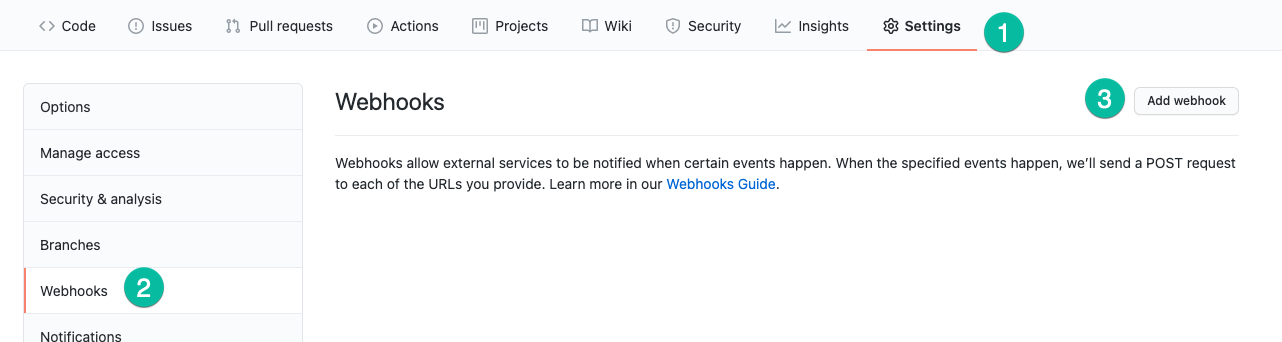 Code Issues Pull requests Actions Projects Wiki Security Insights Settings 1
Options
Manage access
Security & analysis
Branches
Webhooks 2
Notifications
Webhooks 3 Add webhook
Webhooks allow external services to be notified when certain events happen. When the specified events happen, we’ll send a POST request
to each of the URLs you provide. Learn more in our Webhooks Guide.